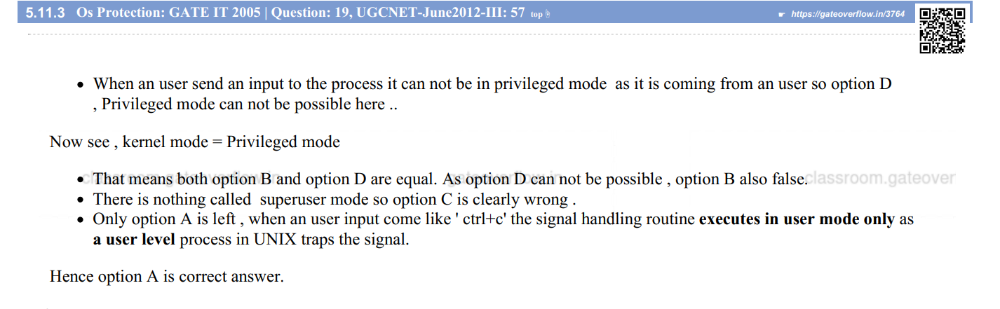 5.11.3 Os Protection: GATE IT 2005 | Question: 19, UGCNET-June2012-III: 57 top
https://gateoverflow.in/3764
• When an user send an input to the process it can not be in privileged mode as it is coming from an user so option D
, Privileged mode can not be possible here ..
Now see , kernel mode = Privileged mode
• That means both option B and option D are equal. As option D can not be possible , option B also false.
classroom.gateoverflow.in gateoverflow.in classroom.gateover
• There is nothing called superuser mode so option C is clearly wrong .
• Only option A is left , when an user input come like ' ctrl+c' the signal handling routine executes in user mode only as
a user level process in UNIX traps the signal.
Hence option A is correct answer.